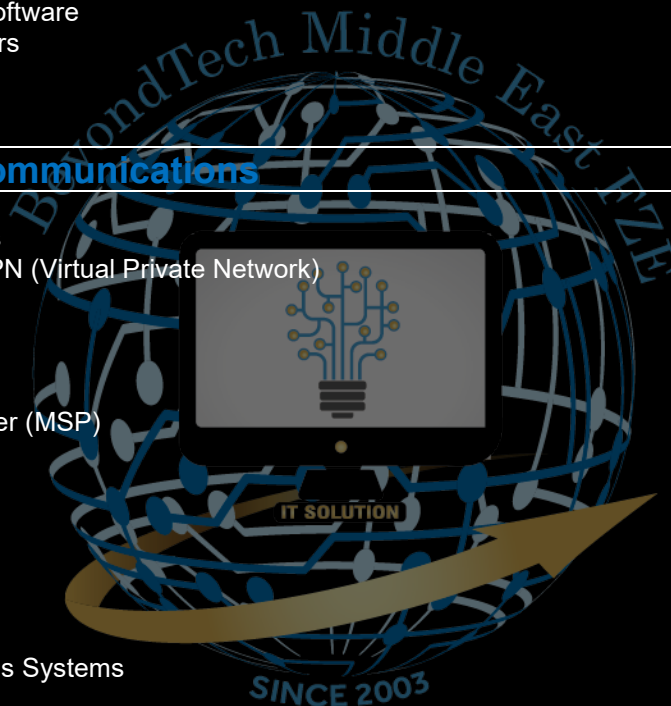 oftware
rs
BeyondTech Middle East FZE
ommunications
PN (Virtual Private Network)
er (MSP)
IT SOLUTION
s Systems
SINCE 2003